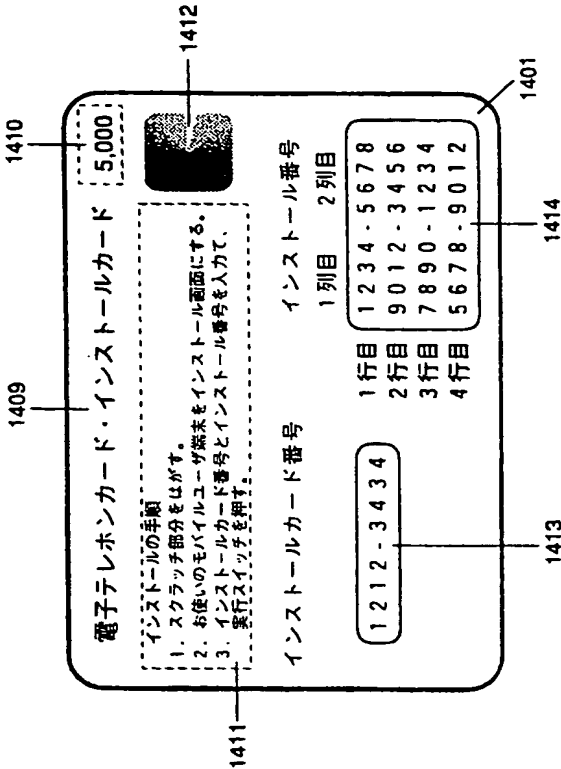 1409
1410
1412
電子テレホンカード・インストールカード
5,000
インストールの手順
1. スクラッチ部分をはがす。
2. お使いのモバイルユーザ端末をインストール画面にする。
3. インストールカード番号とインストール番号を入力て、
実行スイッチを押す。
1411
インストールカード番号
インストール番号
1列目 2列目
1212-3434
1行目 1234-5678
2行目 9012-3456
3行目 7890-1234
4行目 5678-9012
1413
1414
1401